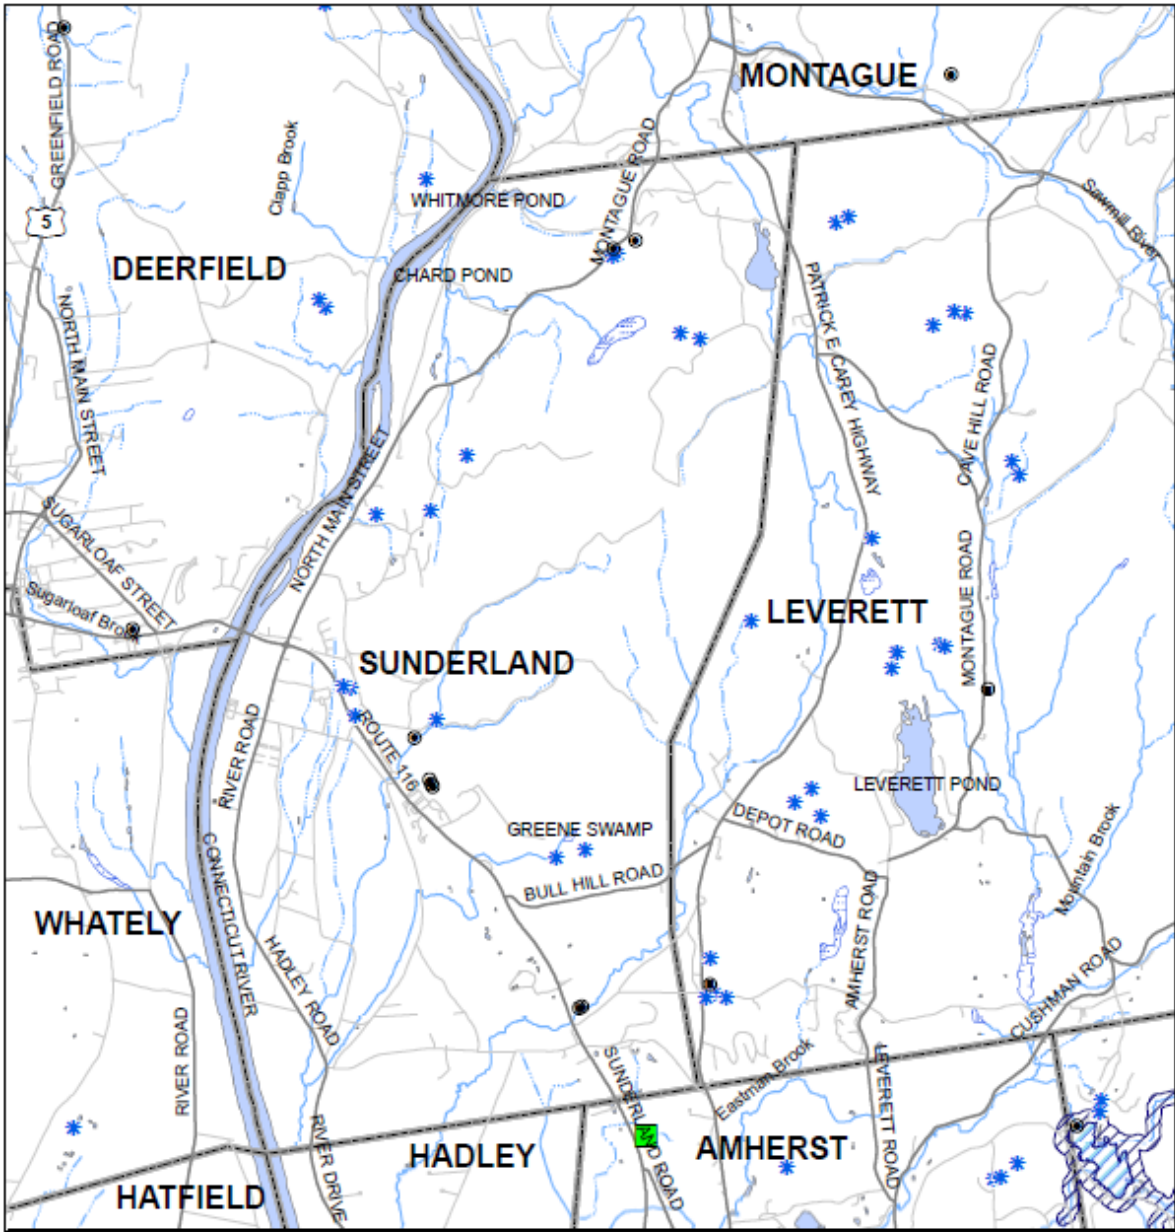 MONTAGUE
GREENFIELD ROAD
5
Clapp Brook
WHITMORE POND
MONTAGUE ROAD
Sawmill River
DEERFIELD
CHARD POND
PATRICK E CAREY HIGHWAY
NORTH MAIN STREET
CAVE HILL ROAD
NORTH MAIN STREET
SUGARLOAF STREET
Sugarloaf Brook
LEVERETT
MONTAGUE ROAD
SUNDERLAND
RIVER ROAD
ROUTE 116
LEVERETT POND
DEPOT ROAD
GREENE SWAMP
BULL HILL ROAD
Mountain Brook
CONNECTICUT RIVER
WHATELY
AMHERST ROAD
HADLEY ROAD
CUSHMAN ROAD
RIVER ROAD
SUNDERLAND ROAD
Eastman Brook
LEVERETT ROAD
RIVER DRIVE
HADLEY
AMHERST
HATFIELD